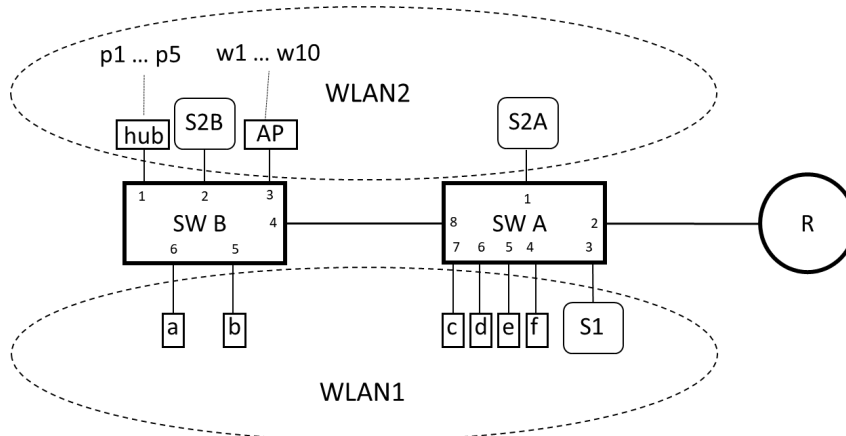 p1 ... p5 w1 ... w10
WLAN2
hub S2B AP S2A
1 2 3 1
SW B 4 8 SW A 2 R
6 5 7 6 5 4 3
a b c d e f S1
WLAN1